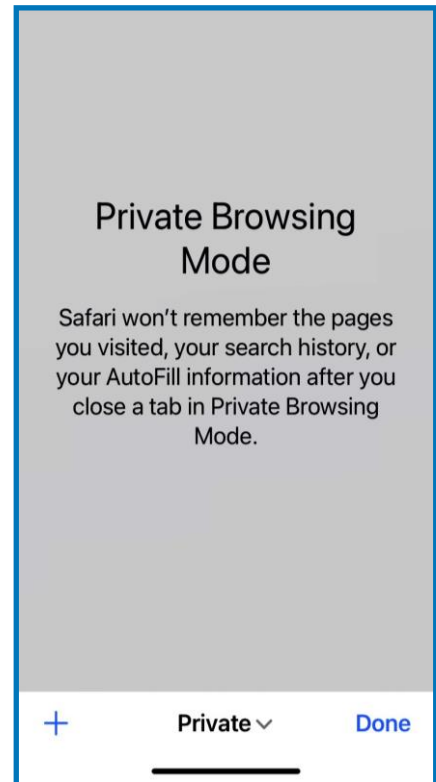 Private Browsing
Mode
Safari won’t remember the pages
you visited, your search history, or
your AutoFill information after you
close a tab in Private Browsing
Mode.
+ Private Done